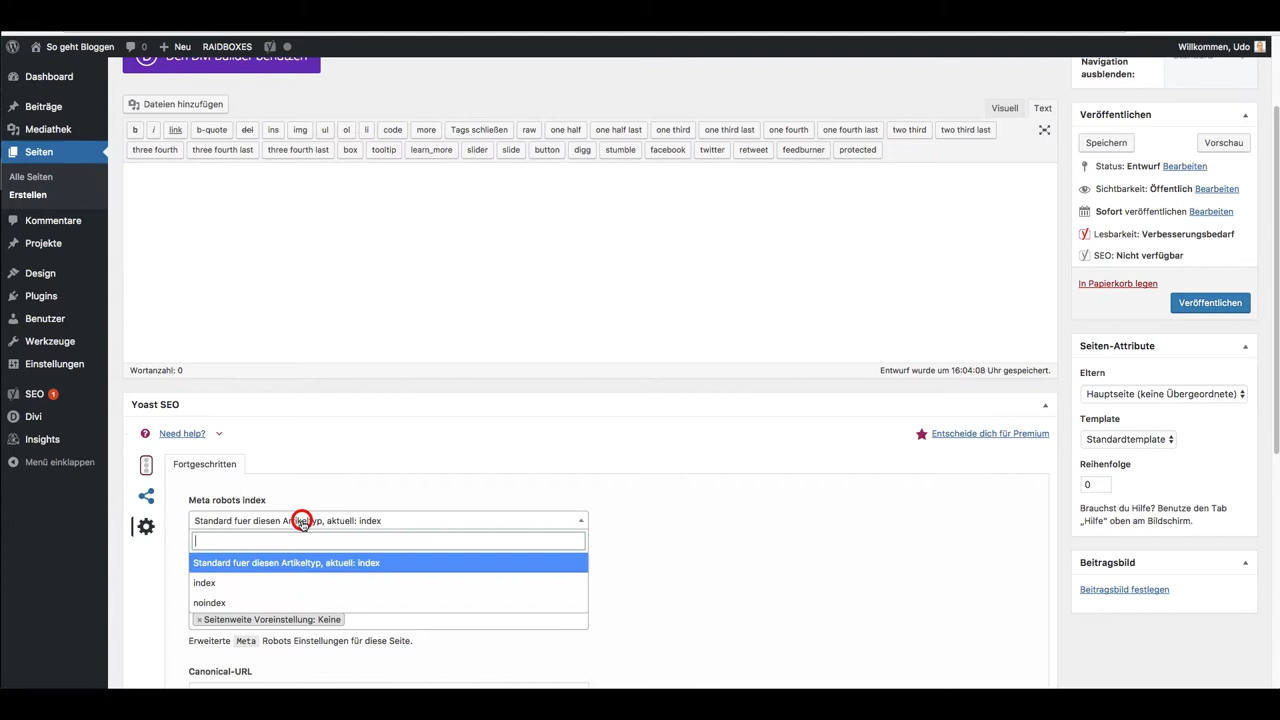 So geht Bloggen 0 Neu RAIDBOXES Willkommen, Udo
Dashboard
Beiträge
Mediathek
Seiten
Alle Seiten
Erstellen
Kommentare
Projekte
Design
Plugins
Benutzer
Werkzeuge
Einstellungen
SEO 1
Divi
Insights
Menü einklappen
Den Divi Builder benutzen
Dateien hinzufügen
Visuell Text
b i link b-quote del ins img ul ol li code more Tags schließen raw one half one half last one third one third last one fourth one fourth last two third two third last
three fourth three fourth last three fourth last box tooltip learn_more slider slide button digg stumble facebook twitter retweet feedburner protected
Wortanzahl: 0 Entwurf wurde um 16:04:08 Uhr gespeichert.
Yoast SEO
Need help? Entscheide dich für Premium
Fortgeschritten
Meta robots index
Standard fuer diesen Artikeltyp, aktuell: index
Standard fuer diesen Artikeltyp, aktuell: index
index
noindex
× Seitenweite Voreinstellung: Keine
Erweiterte Meta Robots Einstellungen für diese Seite.
Canonical-URL
Navigation
ausblenden:
Veröffentlichen
Speichern Vorschau
Status: Entwurf Bearbeiten
Sichtbarkeit: Öffentlich Bearbeiten
Sofort veröffentlichen Bearbeiten
Lesbarkeit: Verbesserungsbedarf
SEO: Nicht verfügbar
In Papierkorb legen
Veröffentlichen
Seiten-Attribute
Eltern
Hauptseite (keine Übergeordnete)
Template
Standardtemplate
Reihenfolge
0
Brauchst du Hilfe? Benutze den Tab
„Hilfe" oben am Bildschirm.
Beitragsbild
Beitragsbild festlegen